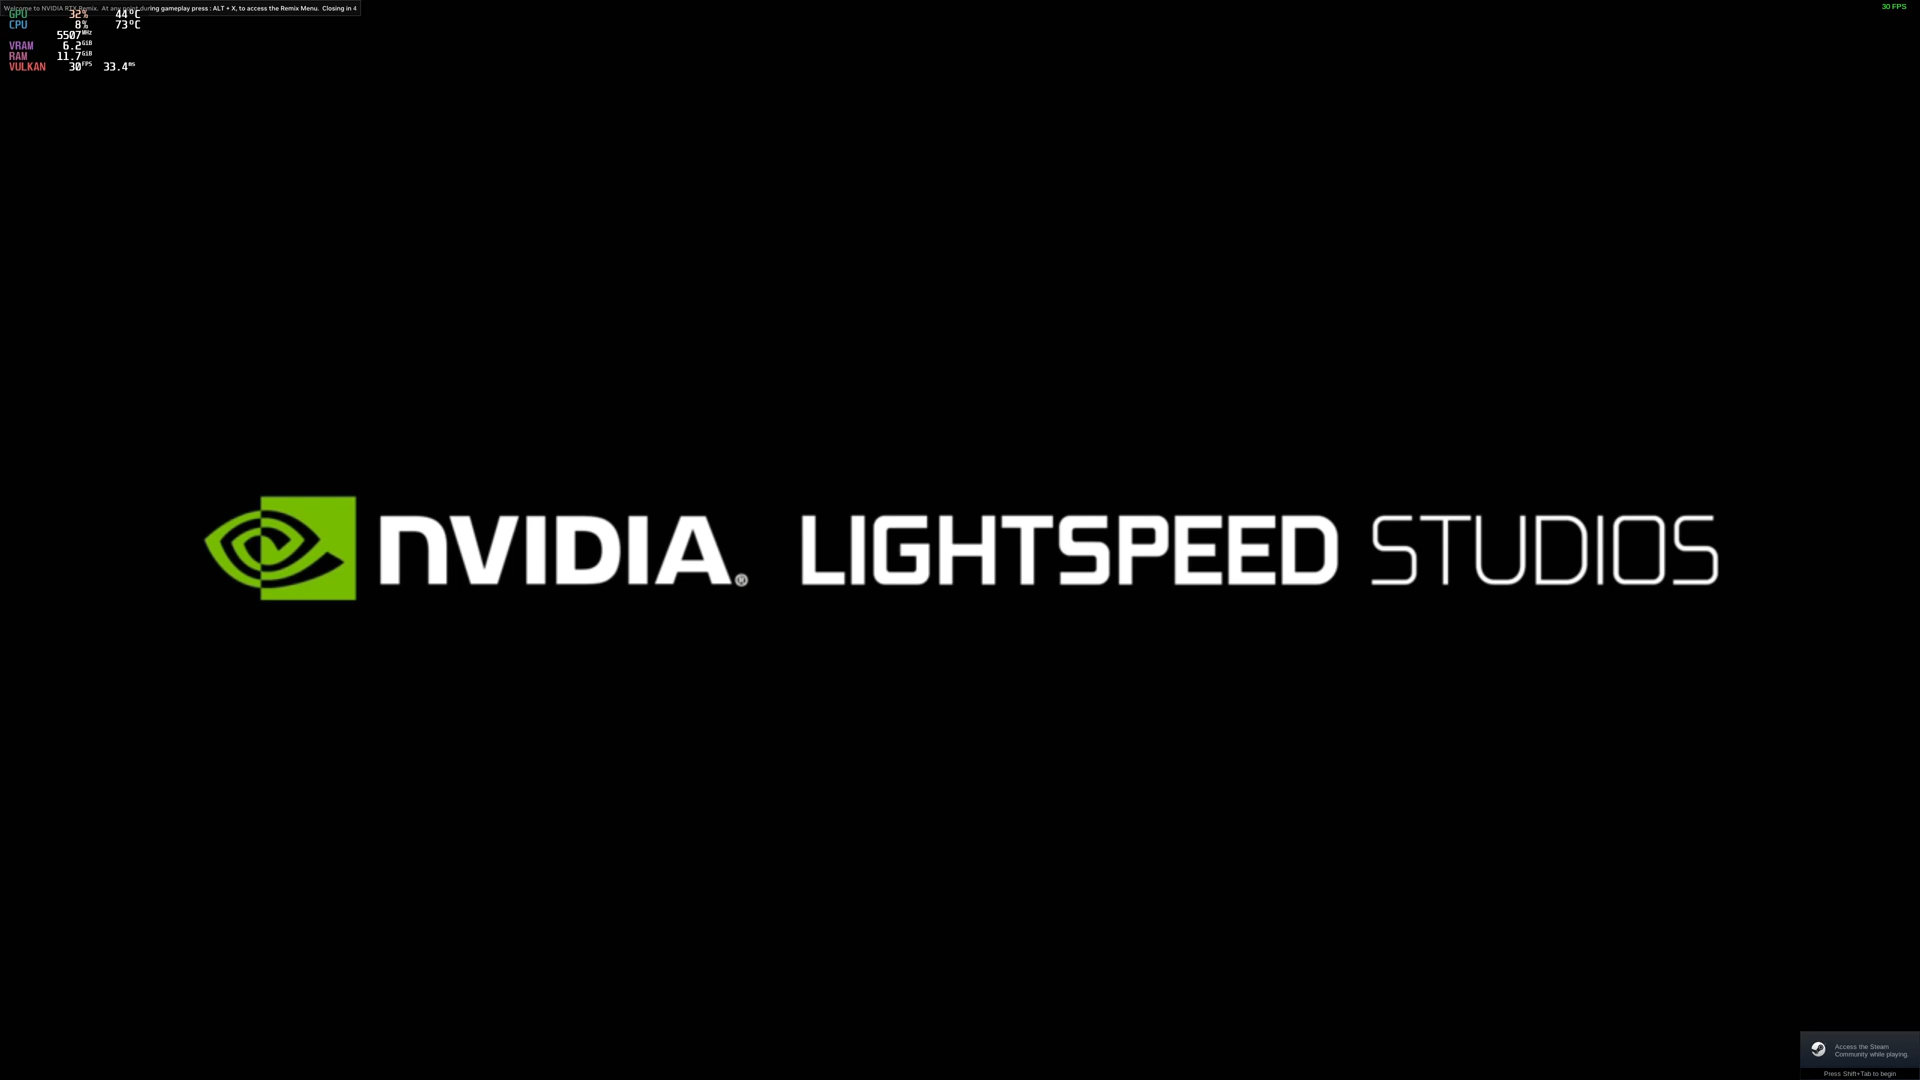 Welcome to NVIDIA RTX Remix. At any point during gameplay press : ALT + X, to access the Remix Menu. Closing in 4
30 FPS
GPU 32% 44°C
CPU 8% 73°C
5507MHz
VRAM 6.2GiB
RAM 11.7GiB
VULKAN 30FPS 33.4ms
NVIDIA® LIGHTSPEED STUDIOS
Access the Steam
Community while playing.
Press Shift+Tab to begin